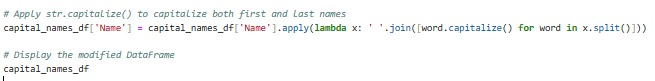 # Apply str.capitalize() to capitalize both first and last names
capital_names_df['Name'] = capital_names_df['Name'].apply(lambda x: ' '.join([word.capitalize() for word in x.split()]))
# Display the modified DataFrame
capital_names_df